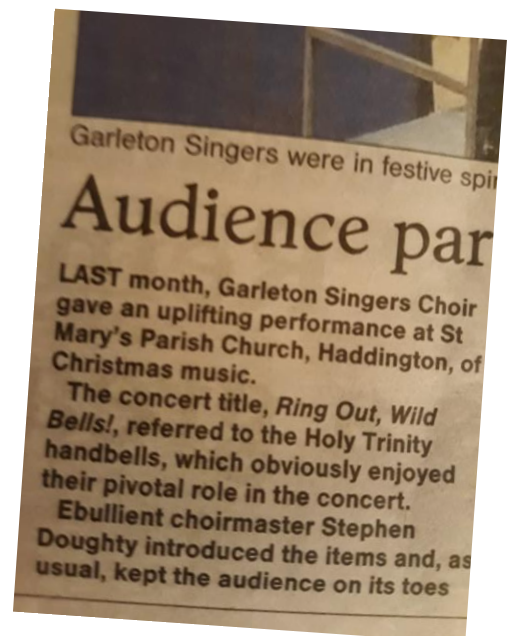 Garleton Singers were in festive spir
Audience par
LAST month, Garleton Singers Choir
gave an uplifting performance at St
Mary's Parish Church, Haddington, of
Christmas music.
The concert title, Ring Out, Wild
Bells!, referred to the Holy Trinity
handbells, which obviously enjoyed
their pivotal role in the concert.
Ebullient choirmaster Stephen
Doughty introduced the items and, as
usual, kept the audience on its toes